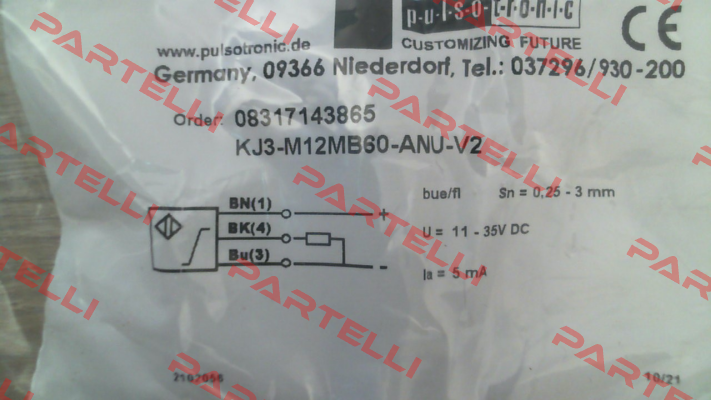 pulsotronic
www.pulsotronic.de
CUSTOMIZING FUTURE
CE
Germany, 09366 Niederdorf, Tel.: 037296/930-200
Order: 08317143865
KJ3-M12MB60-ANU-V2
BN(1)
+
BK(4)
Bu(3)
-
bue/fl Sn = 0,25 - 3 mm
U = 11 - 35V DC
Ia = 5 mA
2102056
10/21
PARTELLI
PARTELLI
PARTELLI
PARTELLI
PARTELLI
PARTELLI
PARTELLI